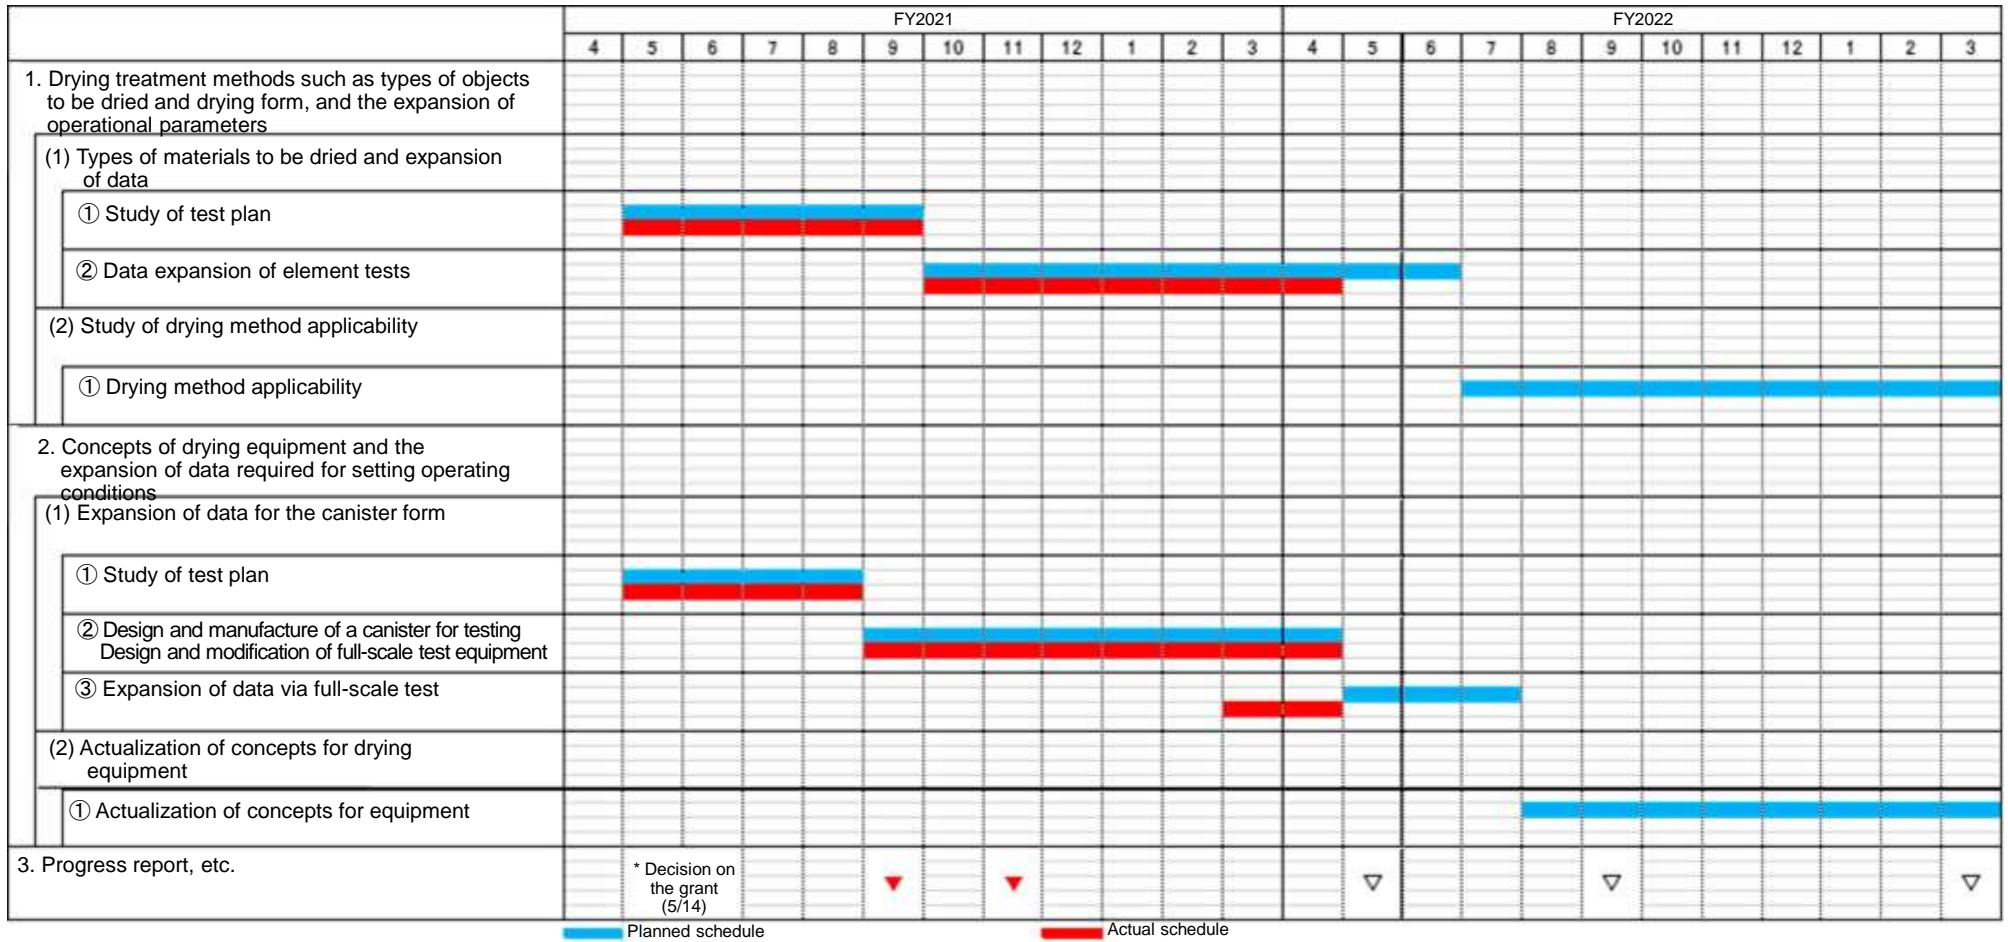 FY2021 FY2022
4 5 6 7 8 9 10 11 12 1 2 3 4 5 6 7 8 9 10 11 12 1 2 3
1. Drying treatment methods such as types of objects
to be dried and drying form, and the expansion of
operational parameters
(1) Types of materials to be dried and expansion
of data
① Study of test plan
② Data expansion of element tests
(2) Study of drying method applicability
① Drying method applicability
2. Concepts of drying equipment and the
expansion of data required for setting operating
conditions
(1) Expansion of data for the canister form
① Study of test plan
② Design and manufacture of a canister for testing
Design and modification of full-scale test equipment
③ Expansion of data via full-scale test
(2) Actualization of concepts for drying
equipment
① Actualization of concepts for equipment
3. Progress report, etc.
* Decision on
the grant
(5/14)
Planned schedule
Actual schedule